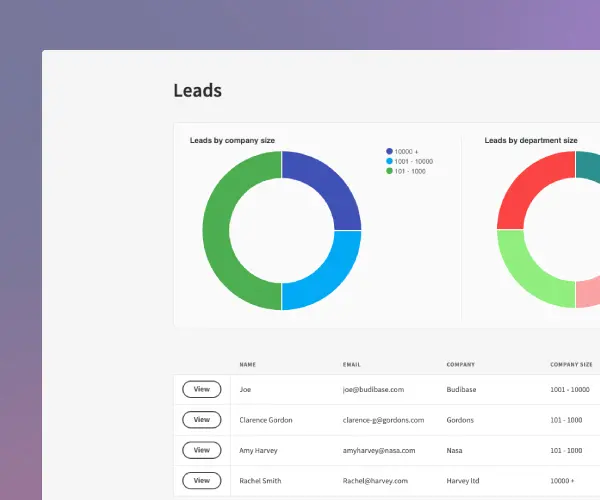 Leads
Leads by company size
10000 +
1001 - 10000
101 - 1000
Leads by department size
NAME EMAIL COMPANY COMPANY SIZE
View Joe joe@budibase.com Budibase 1001 - 10000
View Clarence Gordon clarence-g@gordons.com Gordons 101 - 1000
View Amy Harvey amyharvey@nasa.com Nasa 101 - 1000
View Rachel Smith Rachel@harvey.com Harvey ltd 10000 +